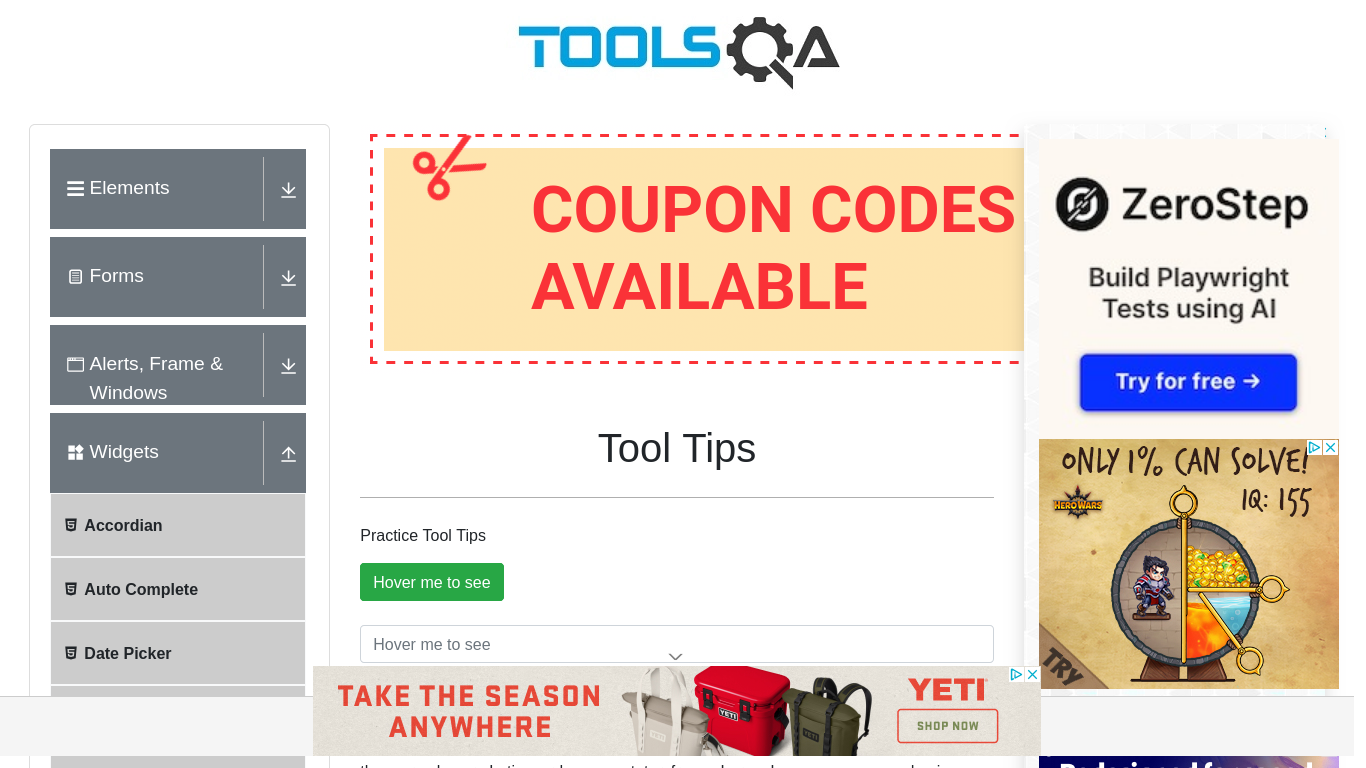 TOOLSQA
Elements
Forms
Alerts, Frame &
Windows
Widgets
Accordian
Auto Complete
Date Picker
COUPON CODES
AVAILABLE
Tool Tips
Practice Tool Tips
Hover me to see
Hover me to see
ZeroStep
Build Playwright
Tests using AI
Try for free →
ONLY 1% CAN SOLVE!
IQ: 155
HERO WARS
TRY
TAKE THE SEASON
ANYWHERE
YETI
YETI
SHOP NOW